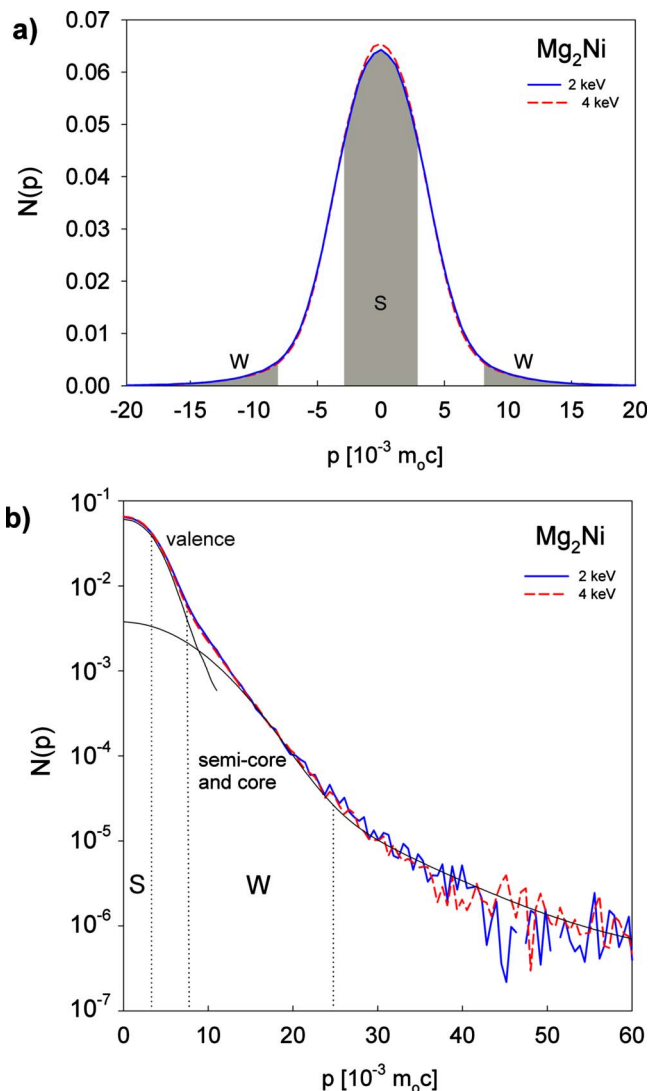 a)
0.07
0.06
0.05
0.04
0.03
0.02
0.01
0.00
N(p)
Mg₂Ni
2 keV
4 keV
S
W
W
-20 -10 -5 0 5 10 20
p [10⁻³ mₒc]
b)
10⁻¹
10⁻²
10⁻³
10⁻⁴
10⁻⁵
10⁻⁶
10⁻⁷
N(p)
valence
Mg₂Ni
2 keV
4 keV
semi-core
and core
S
W
0 10 20 30 40 50 60
p [10⁻³ mₒc]